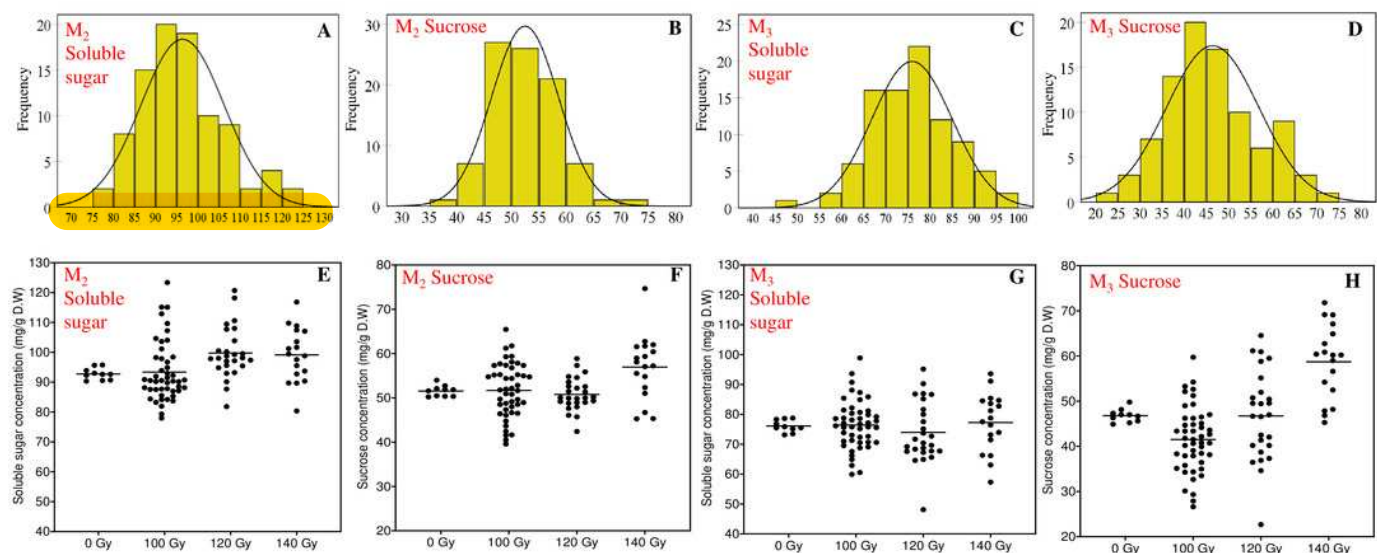 M2 Soluble sugar
A
Frequency
20
15
10
5
0
70 75 80 85 90 95 100 105 110 115 120 125 130
M2 Sucrose
B
30
20
10
0
30 35 40 45 50 55 60 65 70 75 80
M3 Soluble sugar
C
Frequency
25
20
15
10
5
0
40 45 50 55 60 65 70 75 80 85 90 95 100
M3 Sucrose
D
Frequency
20
15
10
5
0
20 25 30 35 40 45 50 55 60 65 70 75 80
M2 Soluble sugar
E
Soluble sugar concentration (mg/g D.W)
130
120
110
100
90
80
70
60
50
40
0 Gy 100 Gy 120 Gy 140 Gy
M2 Sucrose
F
Sucrose concentration (mg/g D.W)
80
60
40
20
0 Gy 100 Gy 120 Gy 140 Gy
M3 Soluble sugar
G
Soluble sugar concentration (mg/g D.W)
130
120
110
100
90
80
70
60
50
40
0 Gy 100 Gy 120 Gy 140 Gy
M3 Sucrose
H
Sucrose concentration (mg/g D.W)
80
70
60
50
40
30
20
0 Gy 100 Gy 120 Gy 140 Gy